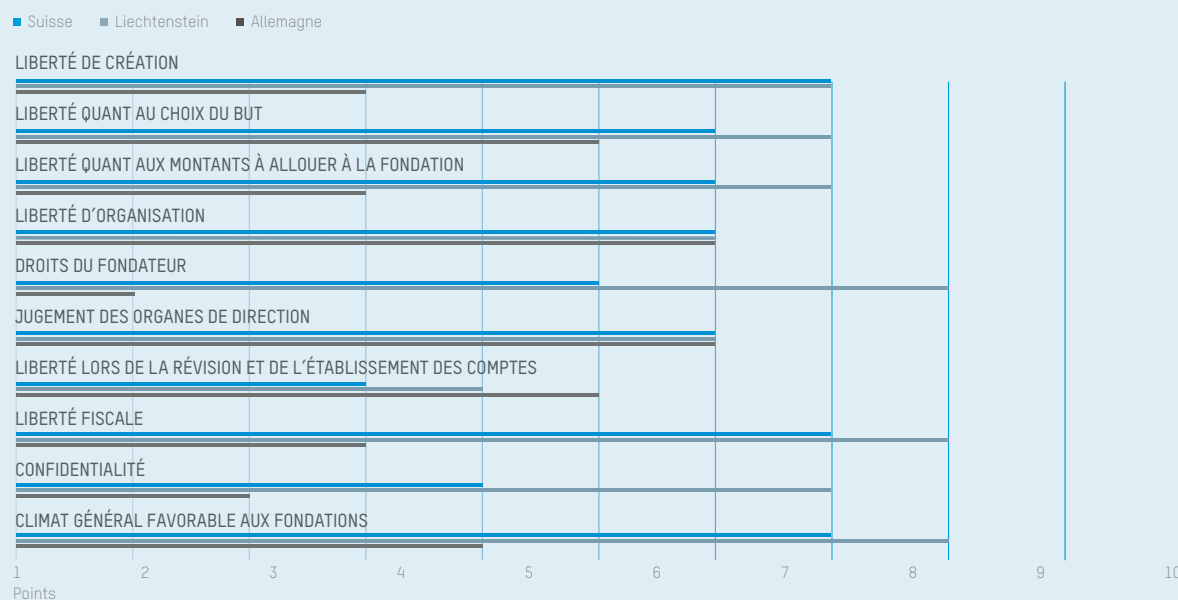 Suisse Liechtenstein Allemagne
LIBERTÉ DE CRÉATION
LIBERTÉ QUANT AU CHOIX DU BUT
LIBERTÉ QUANT AUX MONTANTS À ALLOUER À LA FONDATION
LIBERTÉ D’ORGANISATION
DROITS DU FONDATEUR
JUGEMENT DES ORGANES DE DIRECTION
LIBERTÉ LORS DE LA RÉVISION ET DE L’ÉTABLISSEMENT DES COMPTES
LIBERTÉ FISCALE
CONFIDENTIALITÉ
CLIMAT GÉNÉRAL FAVORABLE AUX FONDATIONS
1 2 3 4 5 6 7 8 9 10
Points